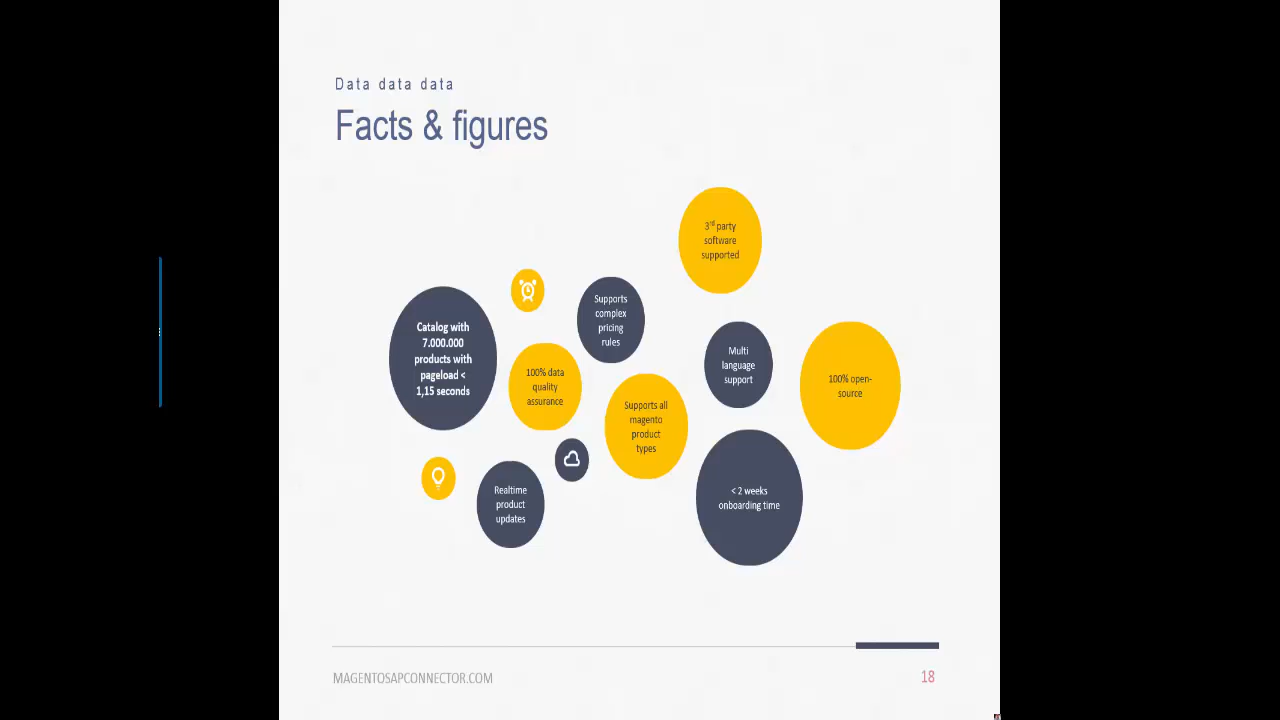 Data data data
Facts & figures
3rd party
software
supported
Supports
complex
pricing
rules
Catalog with
7.000.000
products with
pageload <
1,15 seconds
100% data
quality
assurance
Multi
language
support
100% open-
source
Supports all
magento
product
types
Realtime
product
updates
< 2 weeks
onboarding time
MAGENTOSAPCONNECTOR.COM
18